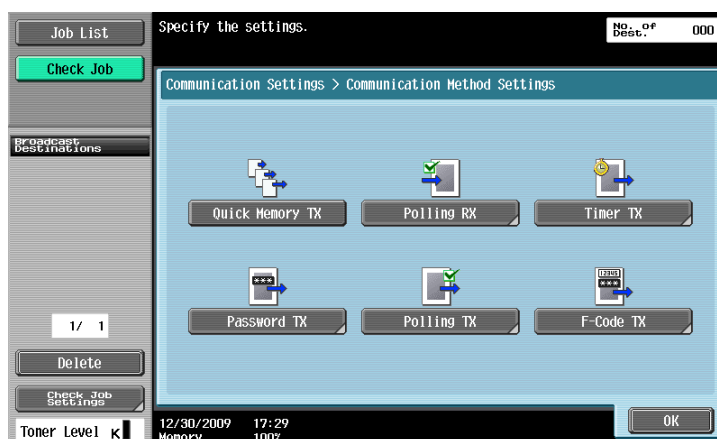 Job List
Check Job
Broadcast
Destinations
1/ 1
Delete
Check Job
Settings
Toner Level K
Specify the settings.
No. of
Dest.
000
Communication Settings > Communication Method Settings
Quick Memory TX
Polling RX
Timer TX
***
12345
***
Password TX
Polling TX
F-Code TX
12/30/2009 17:29
Memory 100%
OK